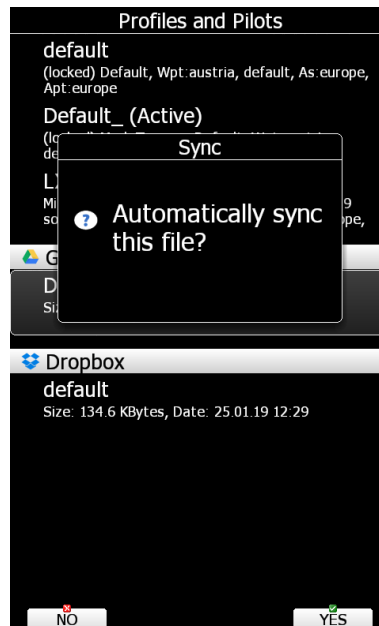 Profiles and Pilots
default
(locked) Default, Wpt:austria, default, As:europe,
Apt:europe
Default_ (Active)
Sync
Automatically sync
this file?
Dropbox
default
Size: 134.6 KBytes, Date: 25.01.19 12:29
NO
YES